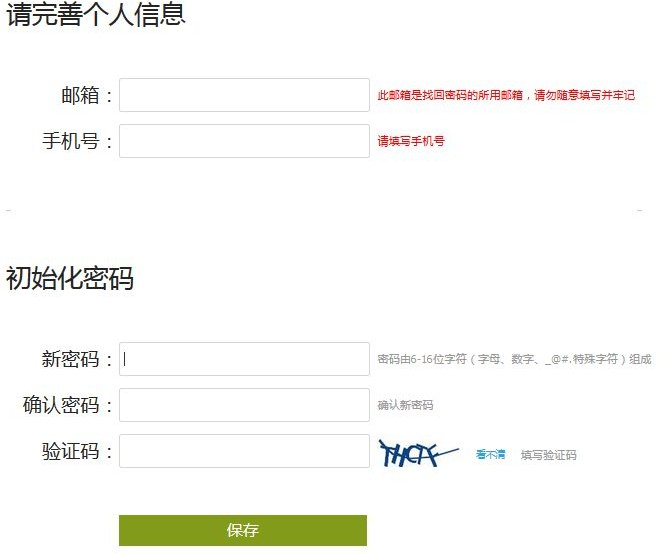 请完善个人信息
邮箱： 此邮箱是找回密码的所用邮箱，请勿随意填写并牢记
手机号： 请填写手机号
初始化密码
新密码： 密码由6-16位字符（字母、数字、_@#.特殊字符）组成
确认密码： 确认新密码
验证码： 看不清 填写验证码
保存